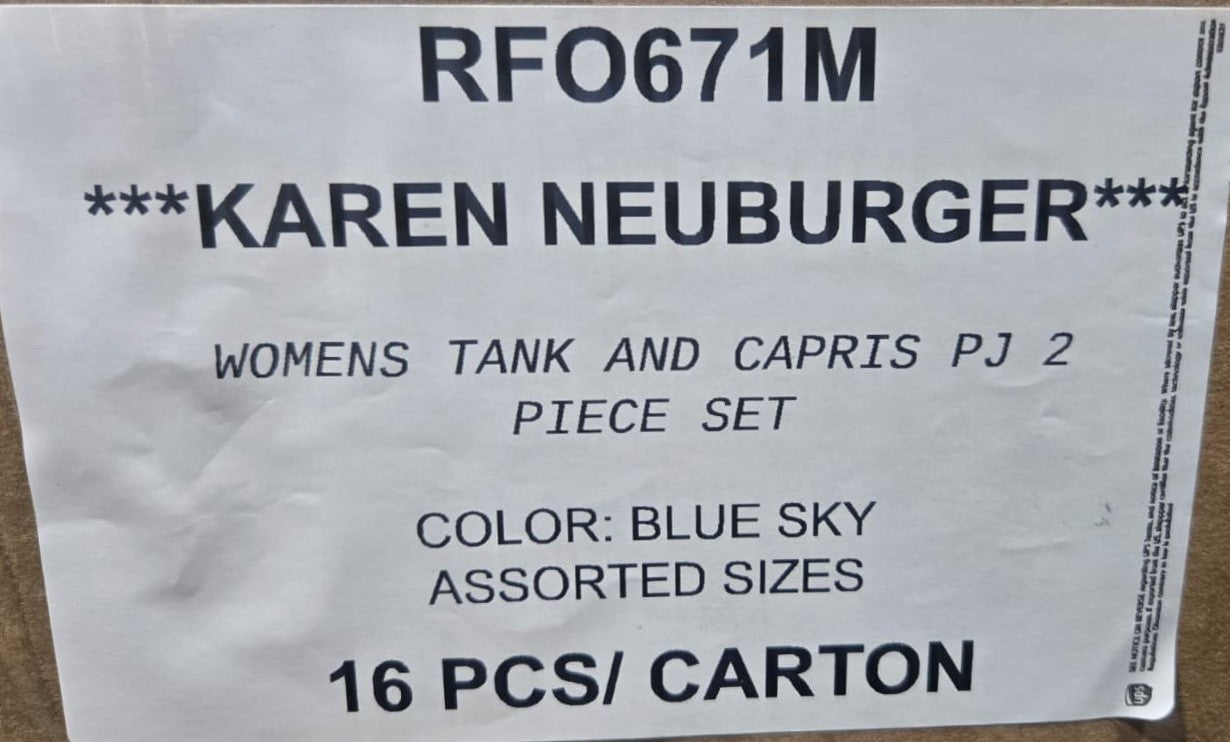 RFO671M
***KAREN NEUBURGER***
WOMENS TANK AND CAPRIS PJ 2
PIECE SET
COLOR: BLUE SKY
ASSORTED SIZES
16 PCS/ CARTON
ups